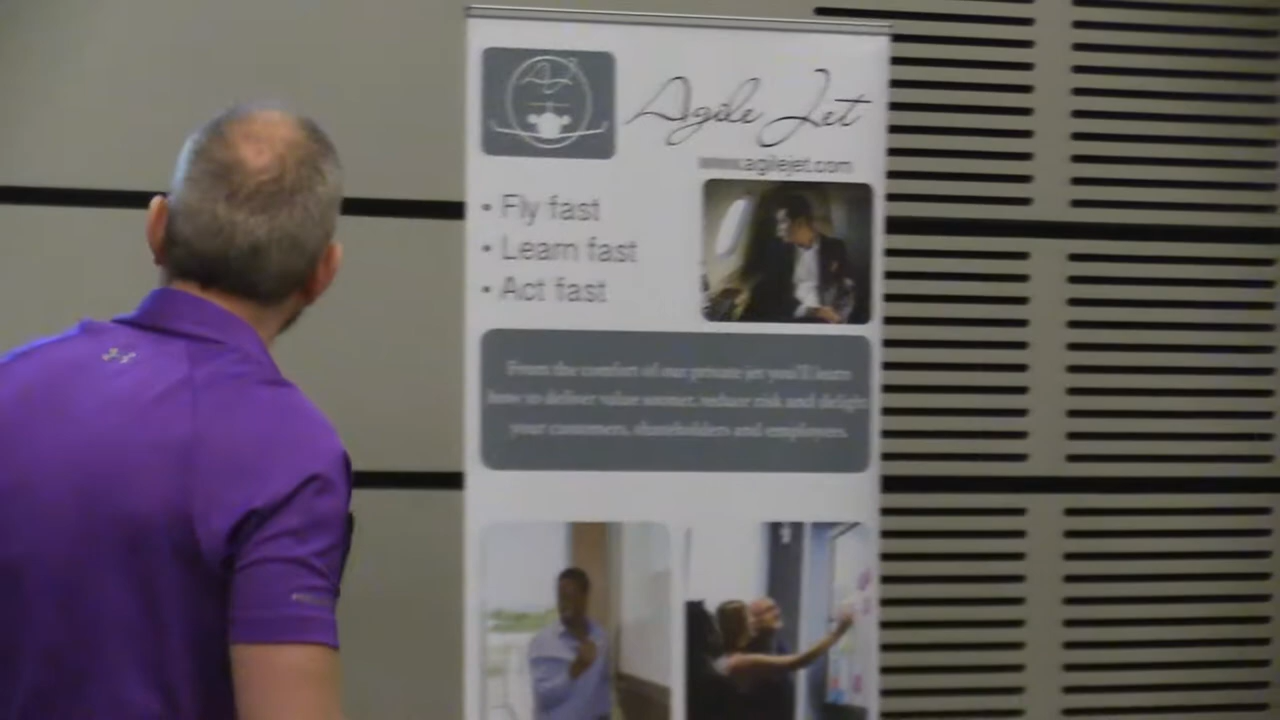 AJ
Agile Jet
www.agilejet.com
• Fly fast
• Learn fast
• Act fast
From the comfort of our private jet you'll learn
how to deliver value sooner, reduce risk and delight
your customers, shareholders and employees.